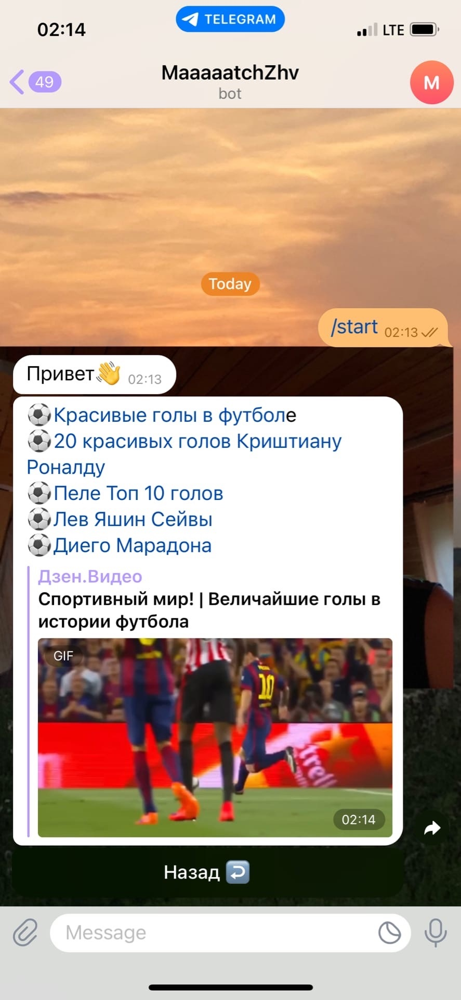 02:14
TELEGRAM
LTE
49
MaaaaatchZhv
bot
M
Today
/start 02:13
Привет👋 02:13
⚽Красивые голы в футболе
⚽20 красивых голов Криштиану
Роналду
⚽Пеле Топ 10 голов
⚽Лев Яшин Сейвы
⚽Диего Марадона
Дзен.Видео
Спортивный мир! | Величайшие голы в
истории футбола
GIF
10
02:14
Назад ↩️
Message